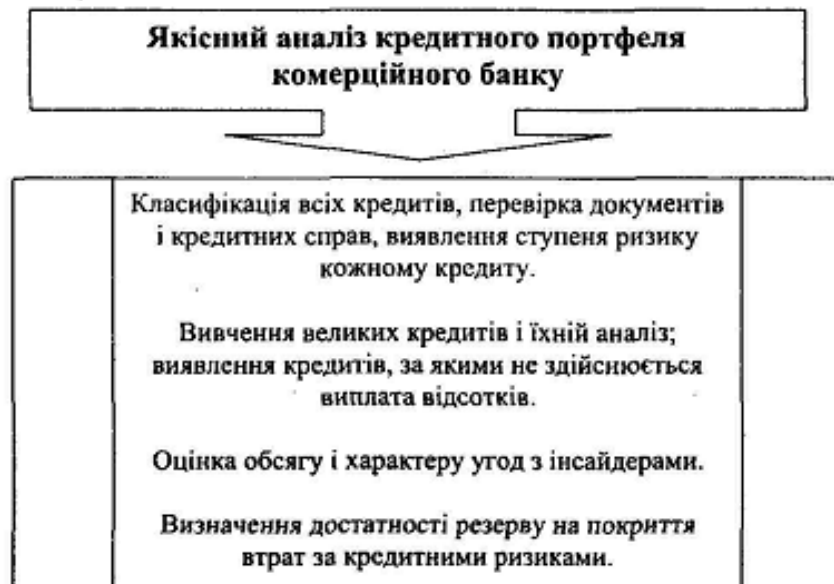 Якісний аналіз кредитного портфеля
комерційного банку
Класифікація всіх кредитів, перевірка документів
і кредитних справ, виявлення ступеня ризику
кожному кредиту.
Вивчення великих кредитів і їхній аналіз;
виявлення кредитів, за якими не здійснюється
виплата відсотків.
Оцінка обсягу і характеру угод з інсайдерами.
Визначення достатності резерву на покриття
втрат за кредитними ризиками.